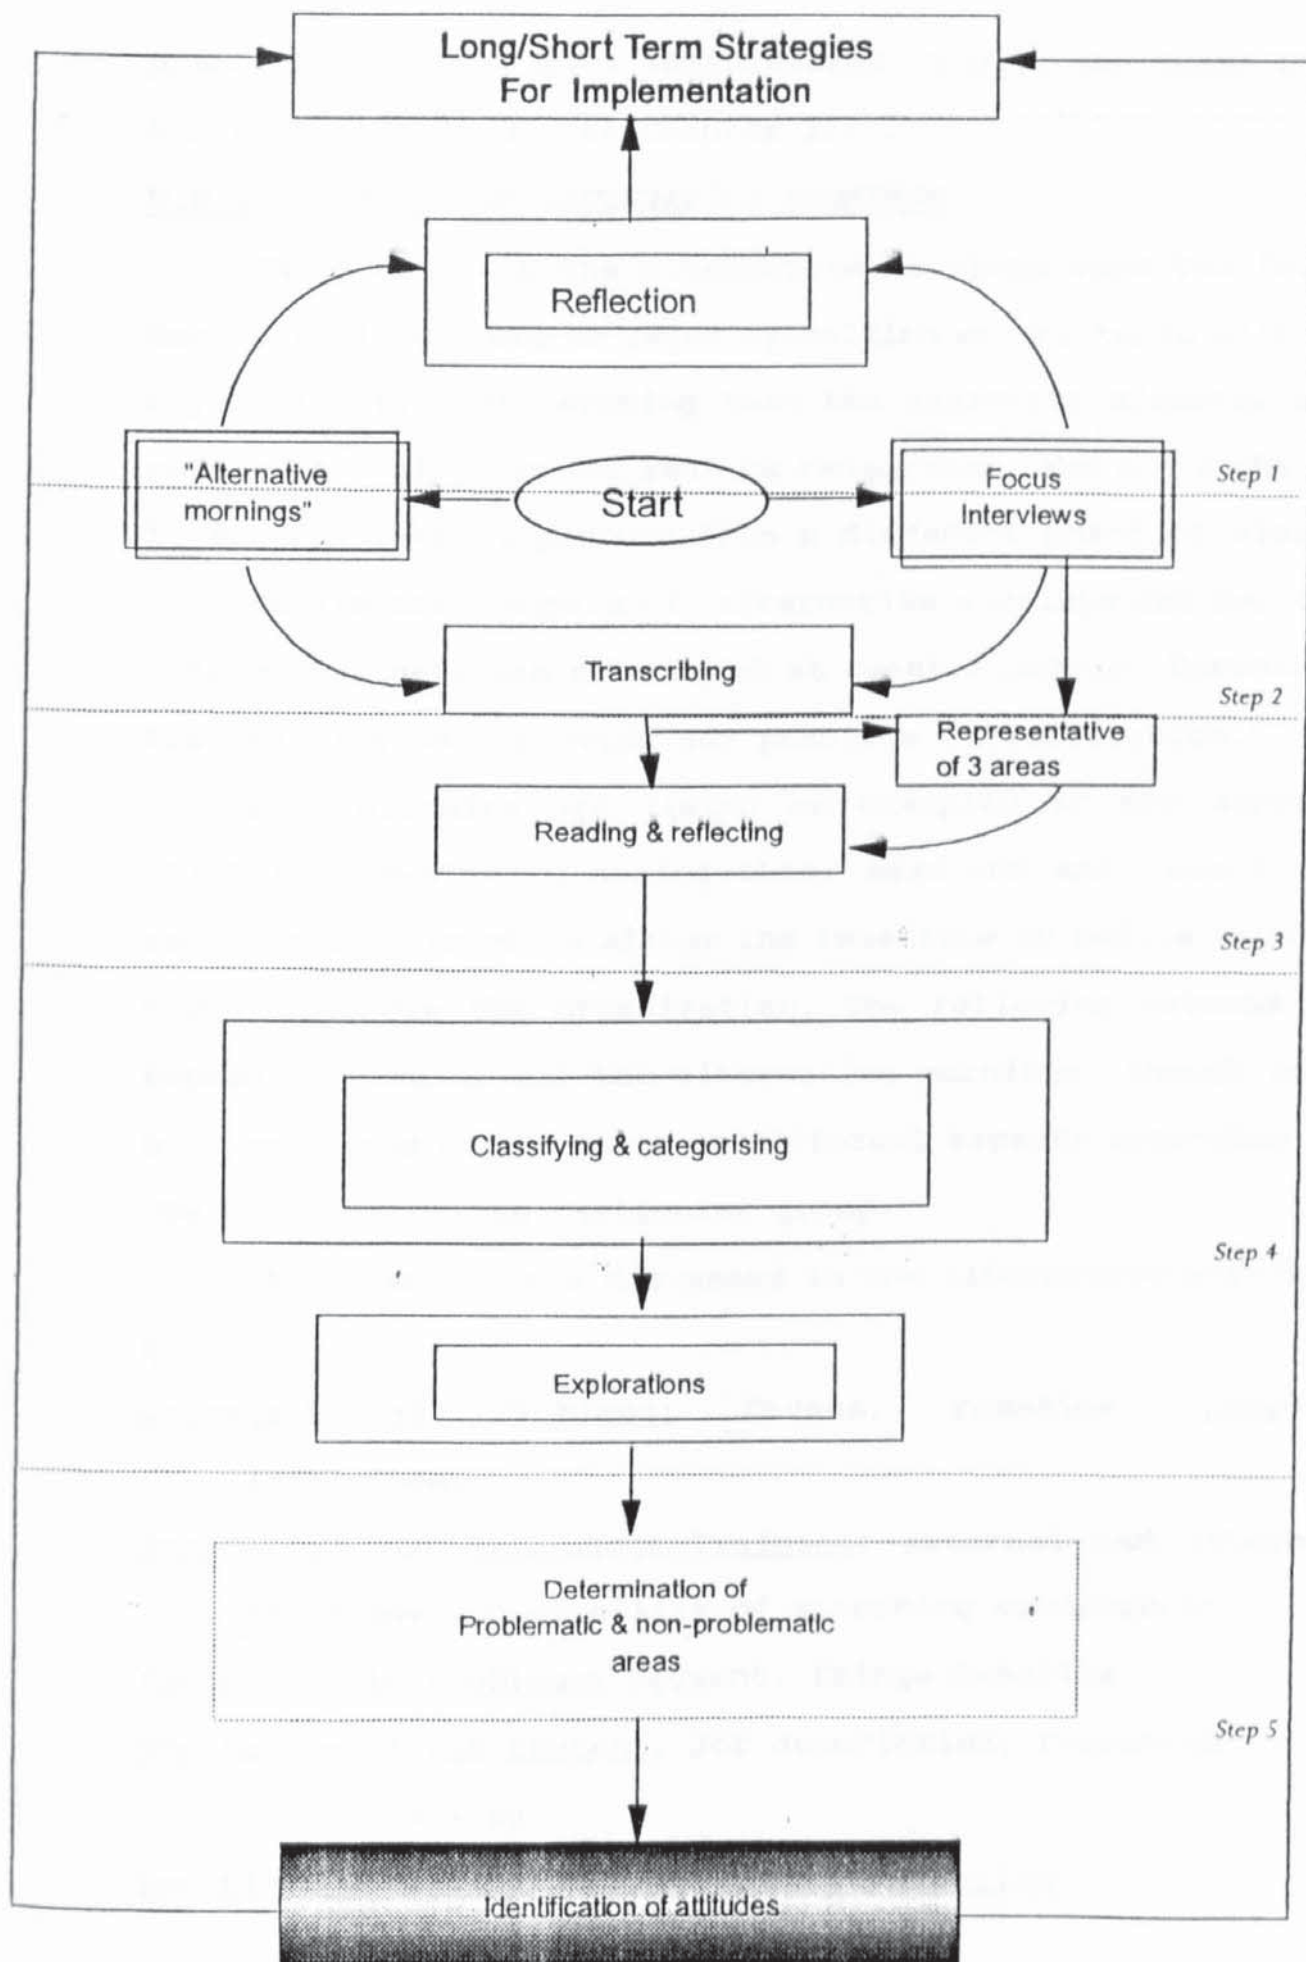 Long/Short Term Strategies
For Implementation
Reflection
"Alternative
mornings"
Start
Focus
Interviews
Step 1
Transcribing
Step 2
Representative
of 3 areas
Reading & reflecting
Step 3
Classifying & categorising
Step 4
Explorations
Determination of
Problematic & non-problematic
areas
Step 5
Identification of attitudes